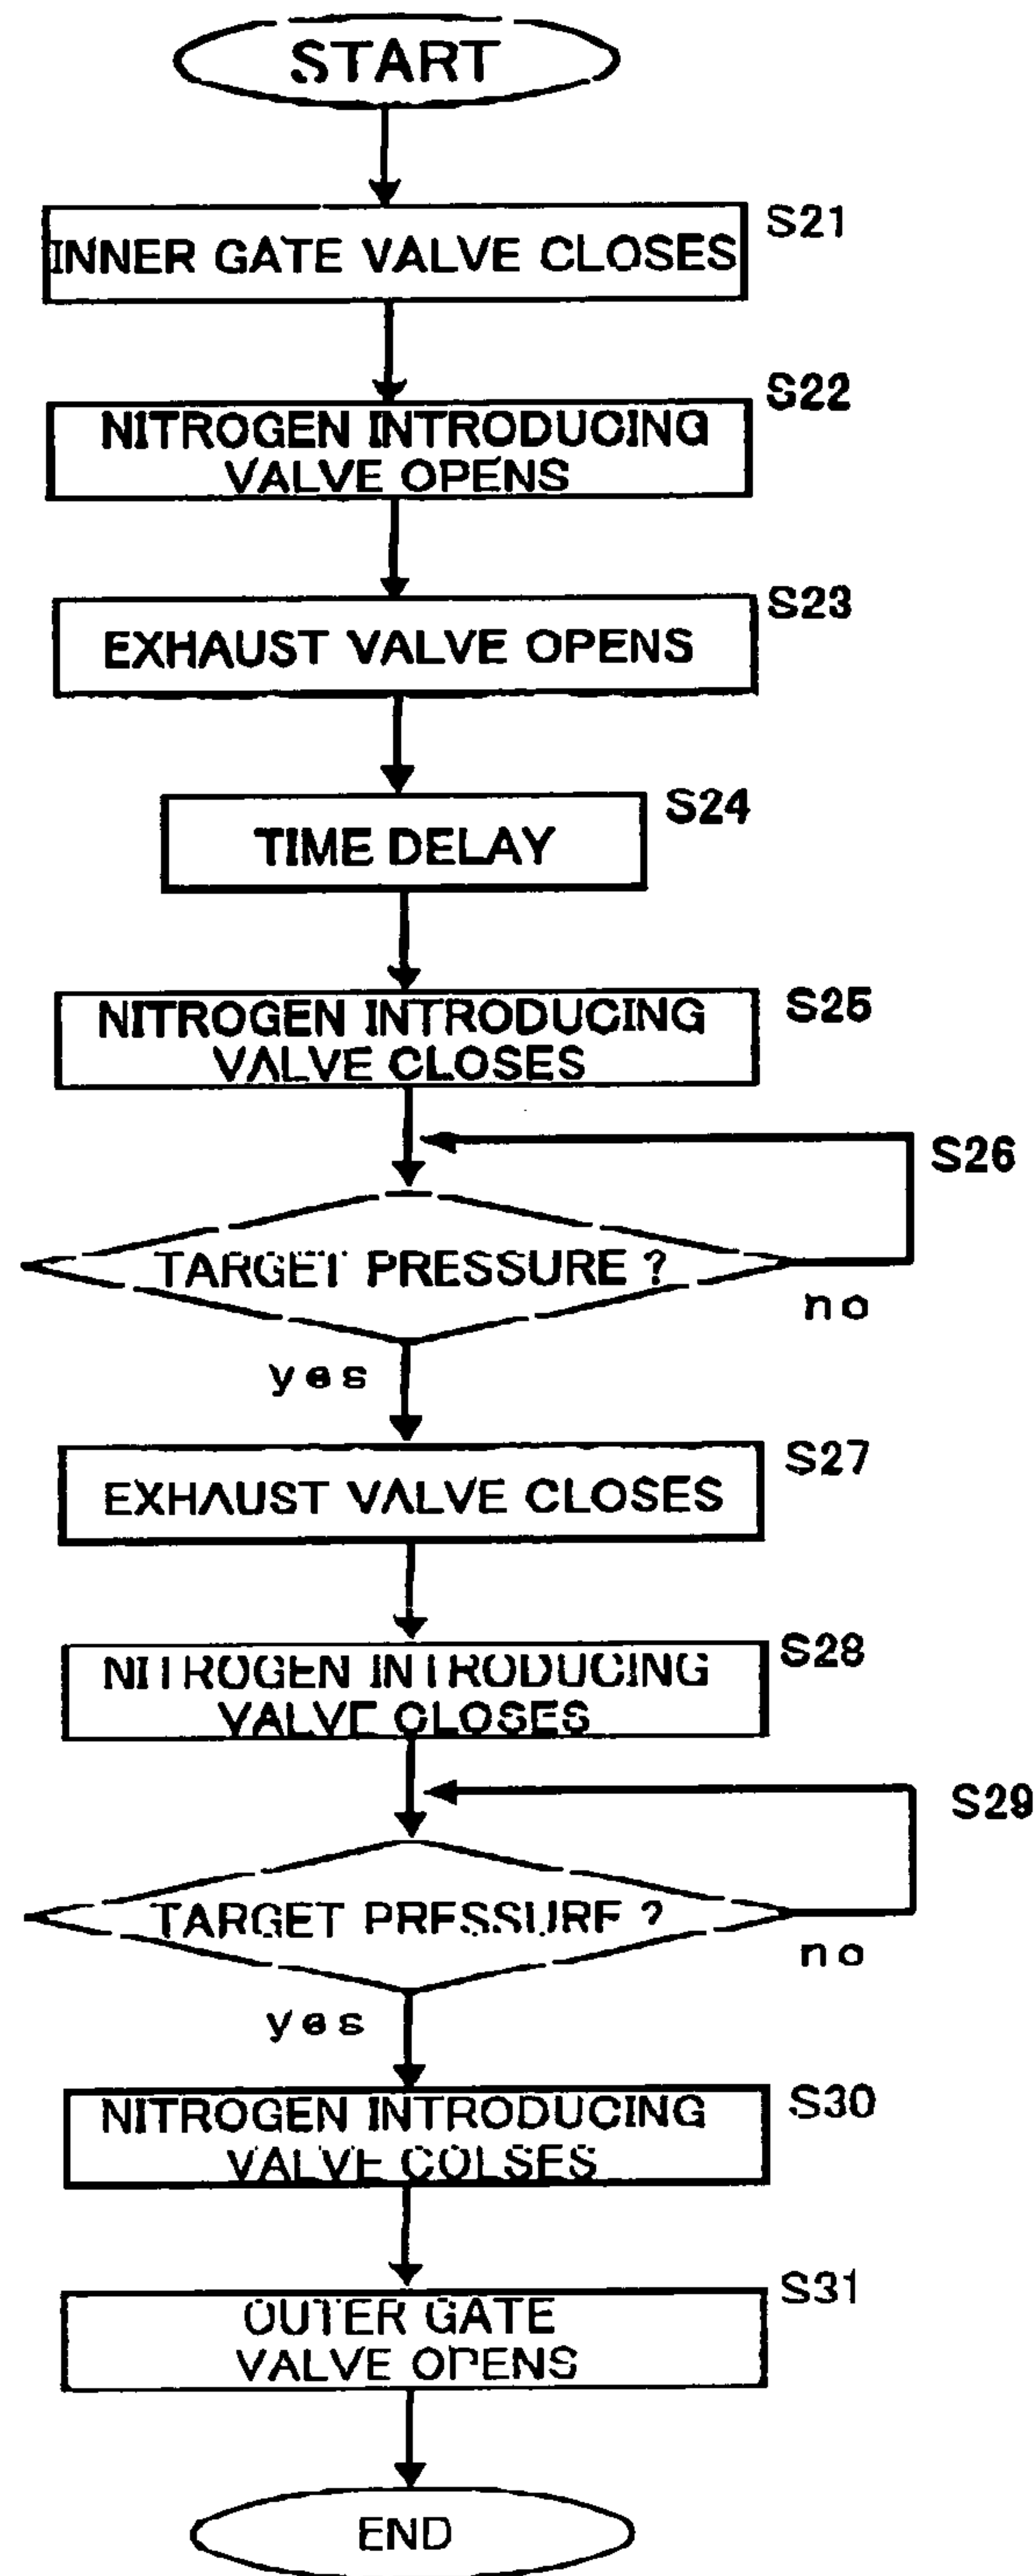 START
INNER GATE VALVE CLOSES
S21
NITROGEN INTRODUCING
VALVE OPENS
S22
EXHAUST VALVE OPENS
S23
TIME DELAY
S24
NITROGEN INTRODUCING
VALVE CLOSES
S25
S26
TARGET PRESSURE ?
no
yes
EXHAUST VALVE CLOSES
S27
NITROGEN INTRODUCING
VALVE CLOSES
S28
S29
TARGET PRESSURE ?
no
yes
NITROGEN INTRODUCING
VALVE COLSES
S30
OUTER GATE
VALVE OPENS
S31
END